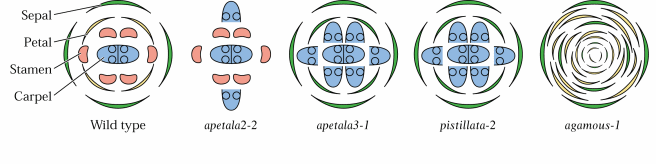 Sepal
Petal
Stamen
Carpel
Wild type
apetala2-2
apetala3-1
pistillata-2
agamous-1